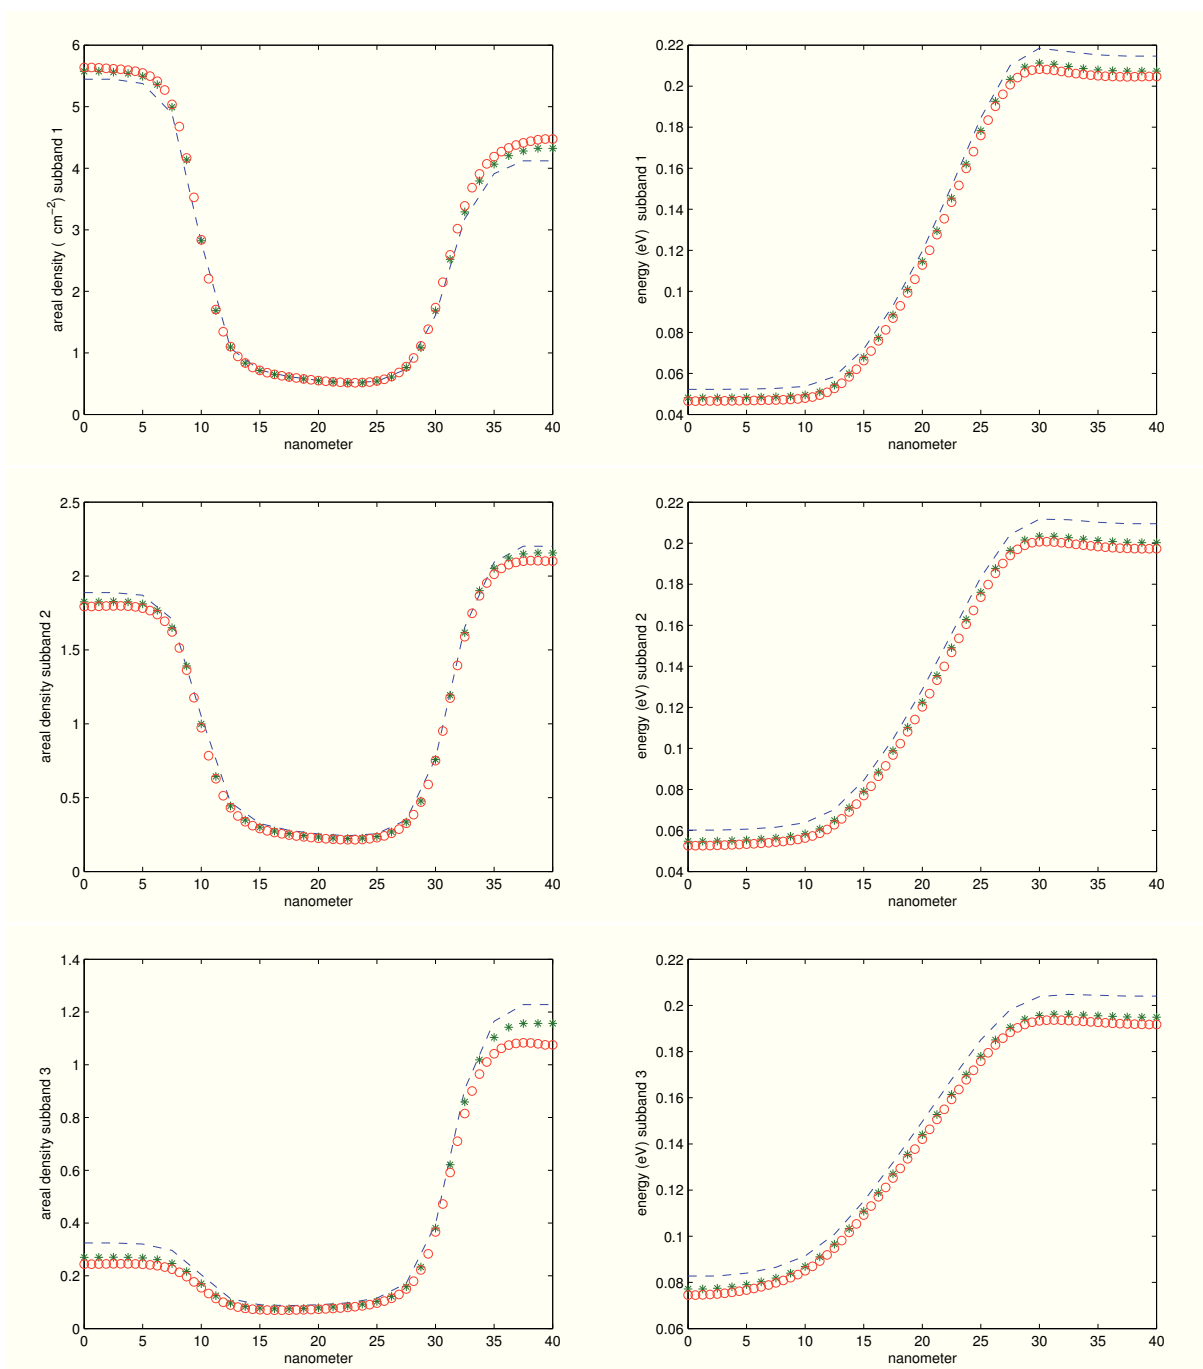 6
5
4
3
2
1
0
0 5 10 15 20 25 30 35 40
nanometer
areal density ( cm−2) subband 1
0.22
0.2
0.18
0.16
0.14
0.12
0.1
0.08
0.06
0.04
0 5 10 15 20 25 30 35 40
nanometer
energy (eV) subband 1
2.5
2
1.5
1
0.5
0
0 5 10 15 20 25 30 35 40
nanometer
areal density subband 2
0.22
0.2
0.18
0.16
0.14
0.12
0.1
0.08
0.06
0.04
0 5 10 15 20 25 30 35 40
nanometer
energy (eV) subband 2
1.4
1.2
1
0.8
0.6
0.4
0.2
0
0 5 10 15 20 25 30 35 40
nanometer
areal density subband 3
0.22
0.2
0.18
0.16
0.14
0.12
0.1
0.08
0.06
0 5 10 15 20 25 30 35 40
nanometer
energy (eV) subband 3